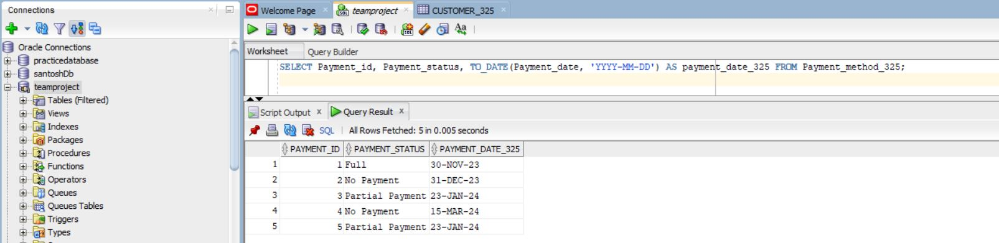 Connections
Oracle Connections
practicedatabase
santoshDb
teamproject
Tables (Filtered)
Views
Indexes
Packages
Procedures
Functions
Operators
Queues
Queues Tables
Triggers
Types
Welcome Page
teamproject
CUSTOMER_325
SQL
SQL
Aa
Worksheet
Query Builder
SELECT Payment_id, Payment_status, TO_DATE(Payment_date, 'YYYY-MM-DD') AS payment_date_325 FROM Payment_method_325;
Script Output x
Query Result x
SQL | All Rows Fetched: 5 in 0.005 seconds
PAYMENT_ID PAYMENT_STATUS PAYMENT_DATE_325
1 1 Full 30-NOV-23
2 2 No Payment 31-DEC-23
3 3 Partial Payment 23-JAN-24
4 4 No Payment 15-MAR-24
5 5 Partial Payment 23-JAN-24